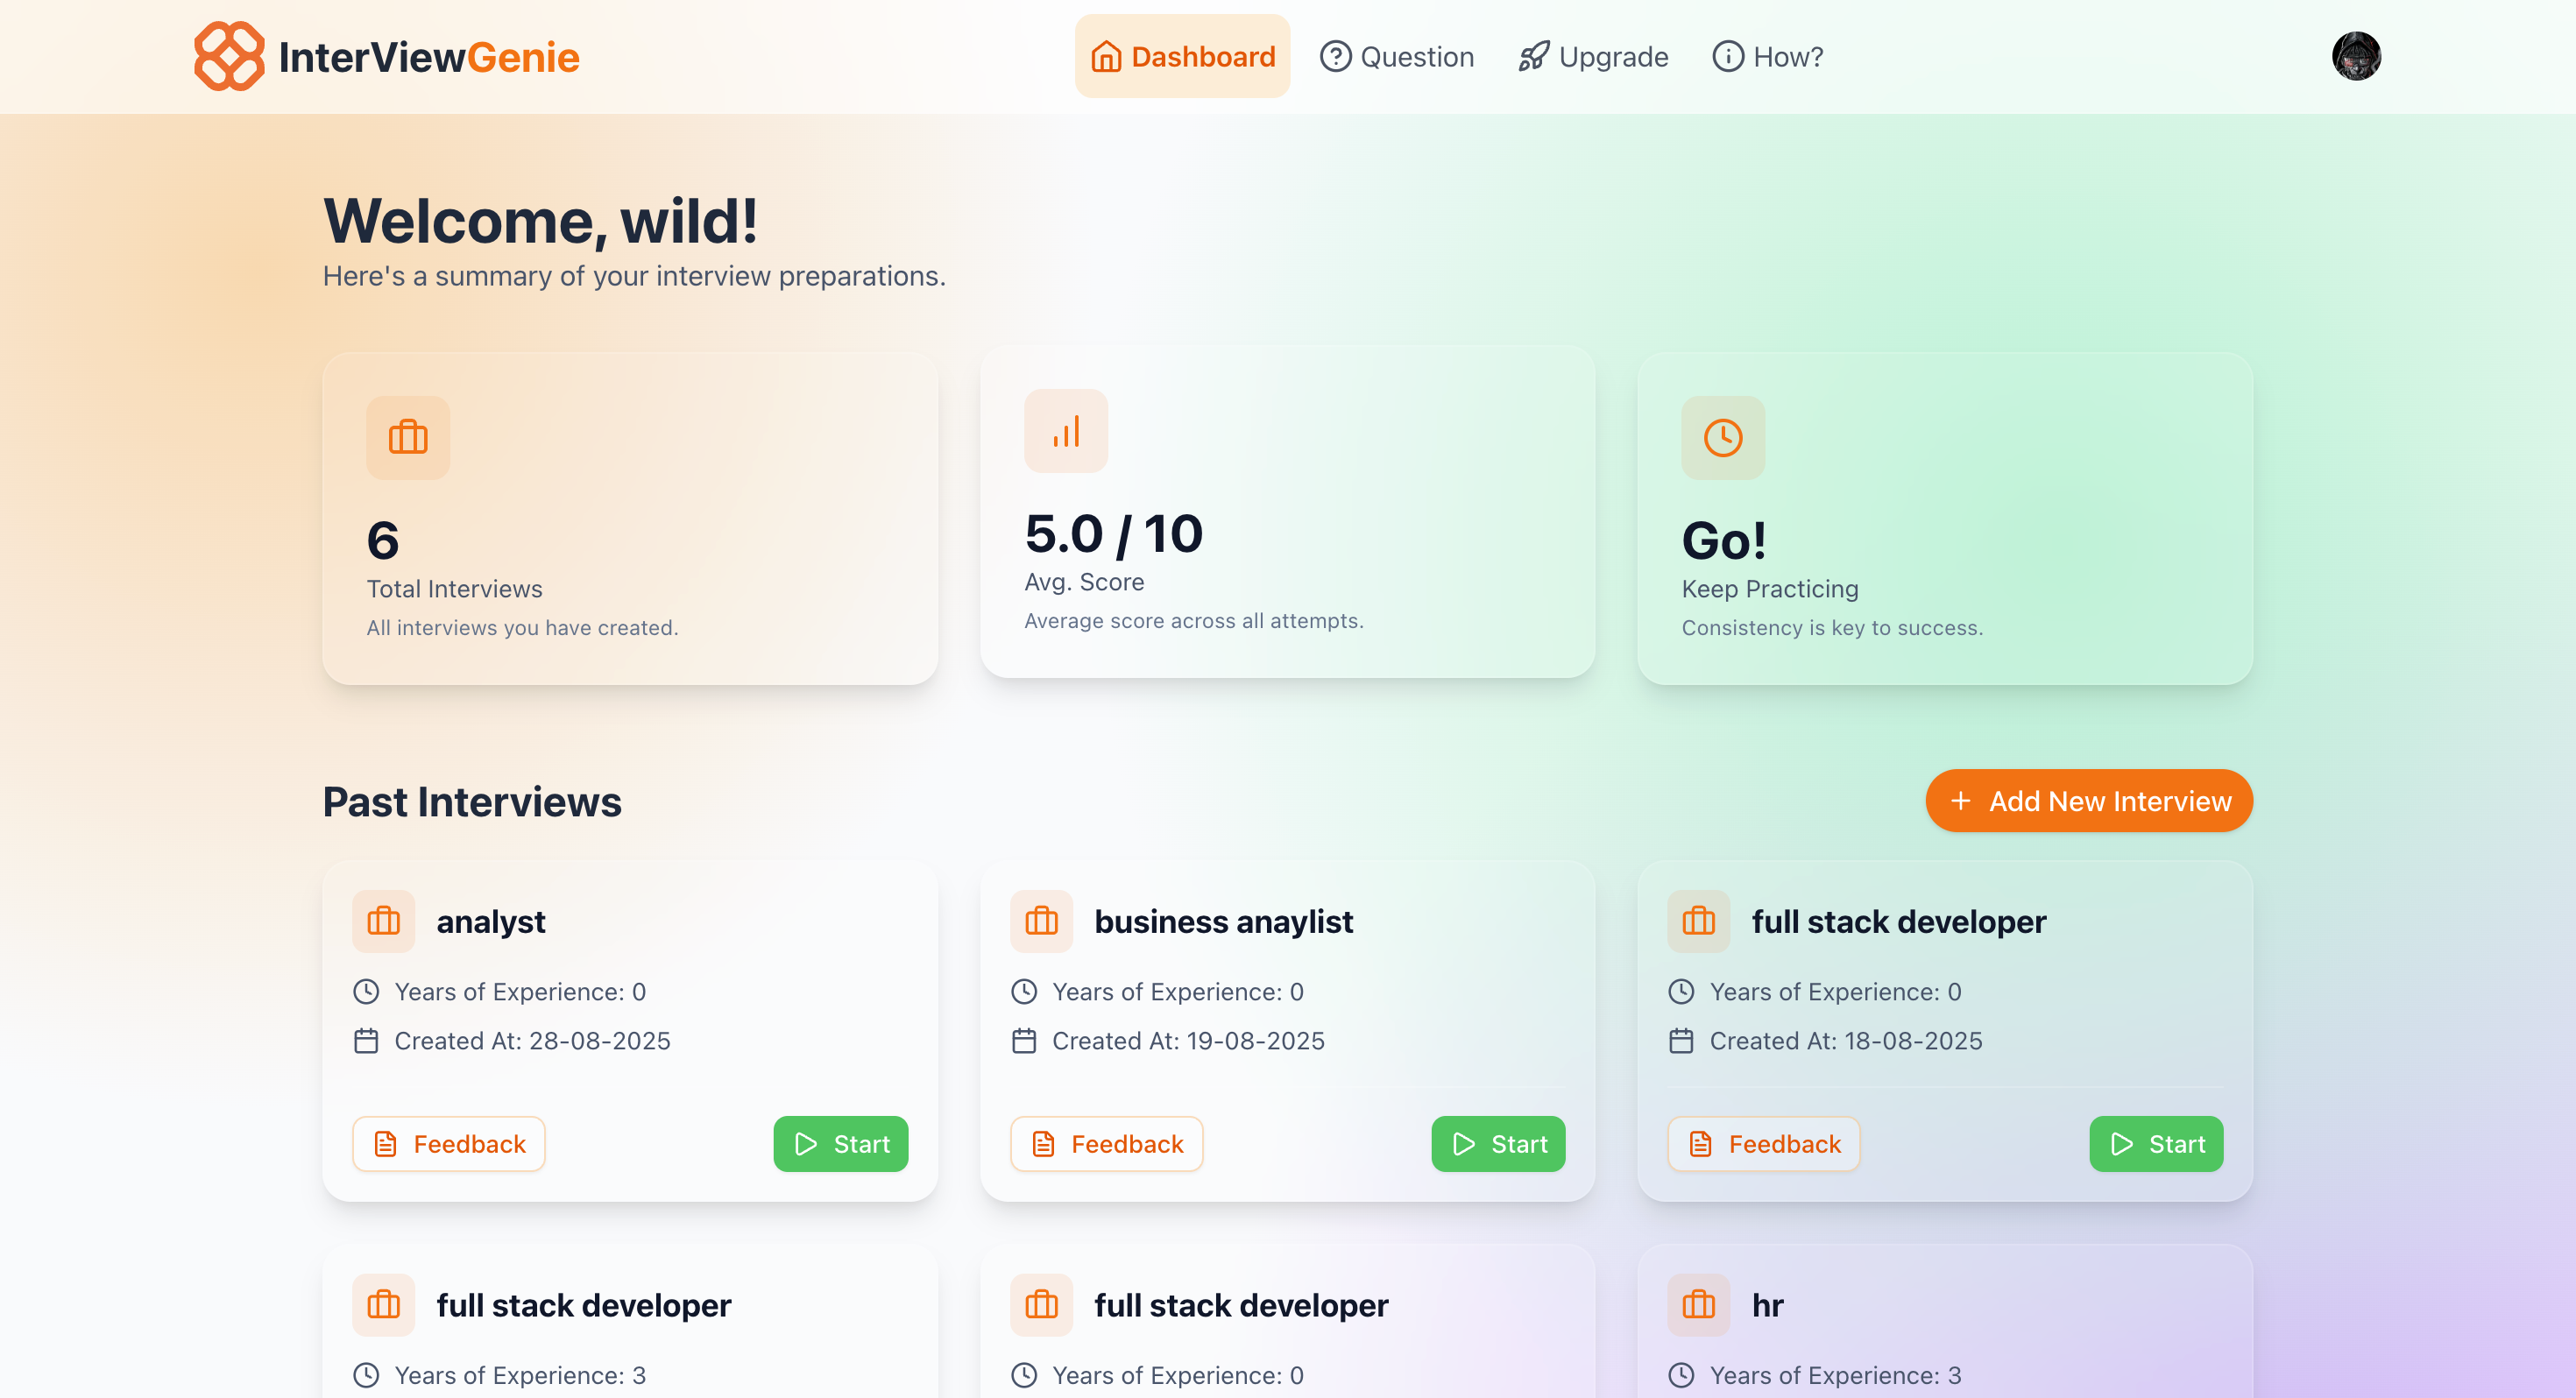 InterViewGenie
Dashboard
Question
Upgrade
How?
Welcome, wild!
Here's a summary of your interview preparations.
6
Total Interviews
All interviews you have created.
5.0 / 10
Avg. Score
Average score across all attempts.
Go!
Keep Practicing
Consistency is key to success.
Past Interviews
+ Add New Interview
analyst
Years of Experience: 0
Created At: 28-08-2025
Feedback
Start
business anaylist
Years of Experience: 0
Created At: 19-08-2025
Feedback
Start
full stack developer
Years of Experience: 0
Created At: 18-08-2025
Feedback
Start
full stack developer
Years of Experience: 3
full stack developer
Years of Experience: 0
hr
Years of Experience: 3